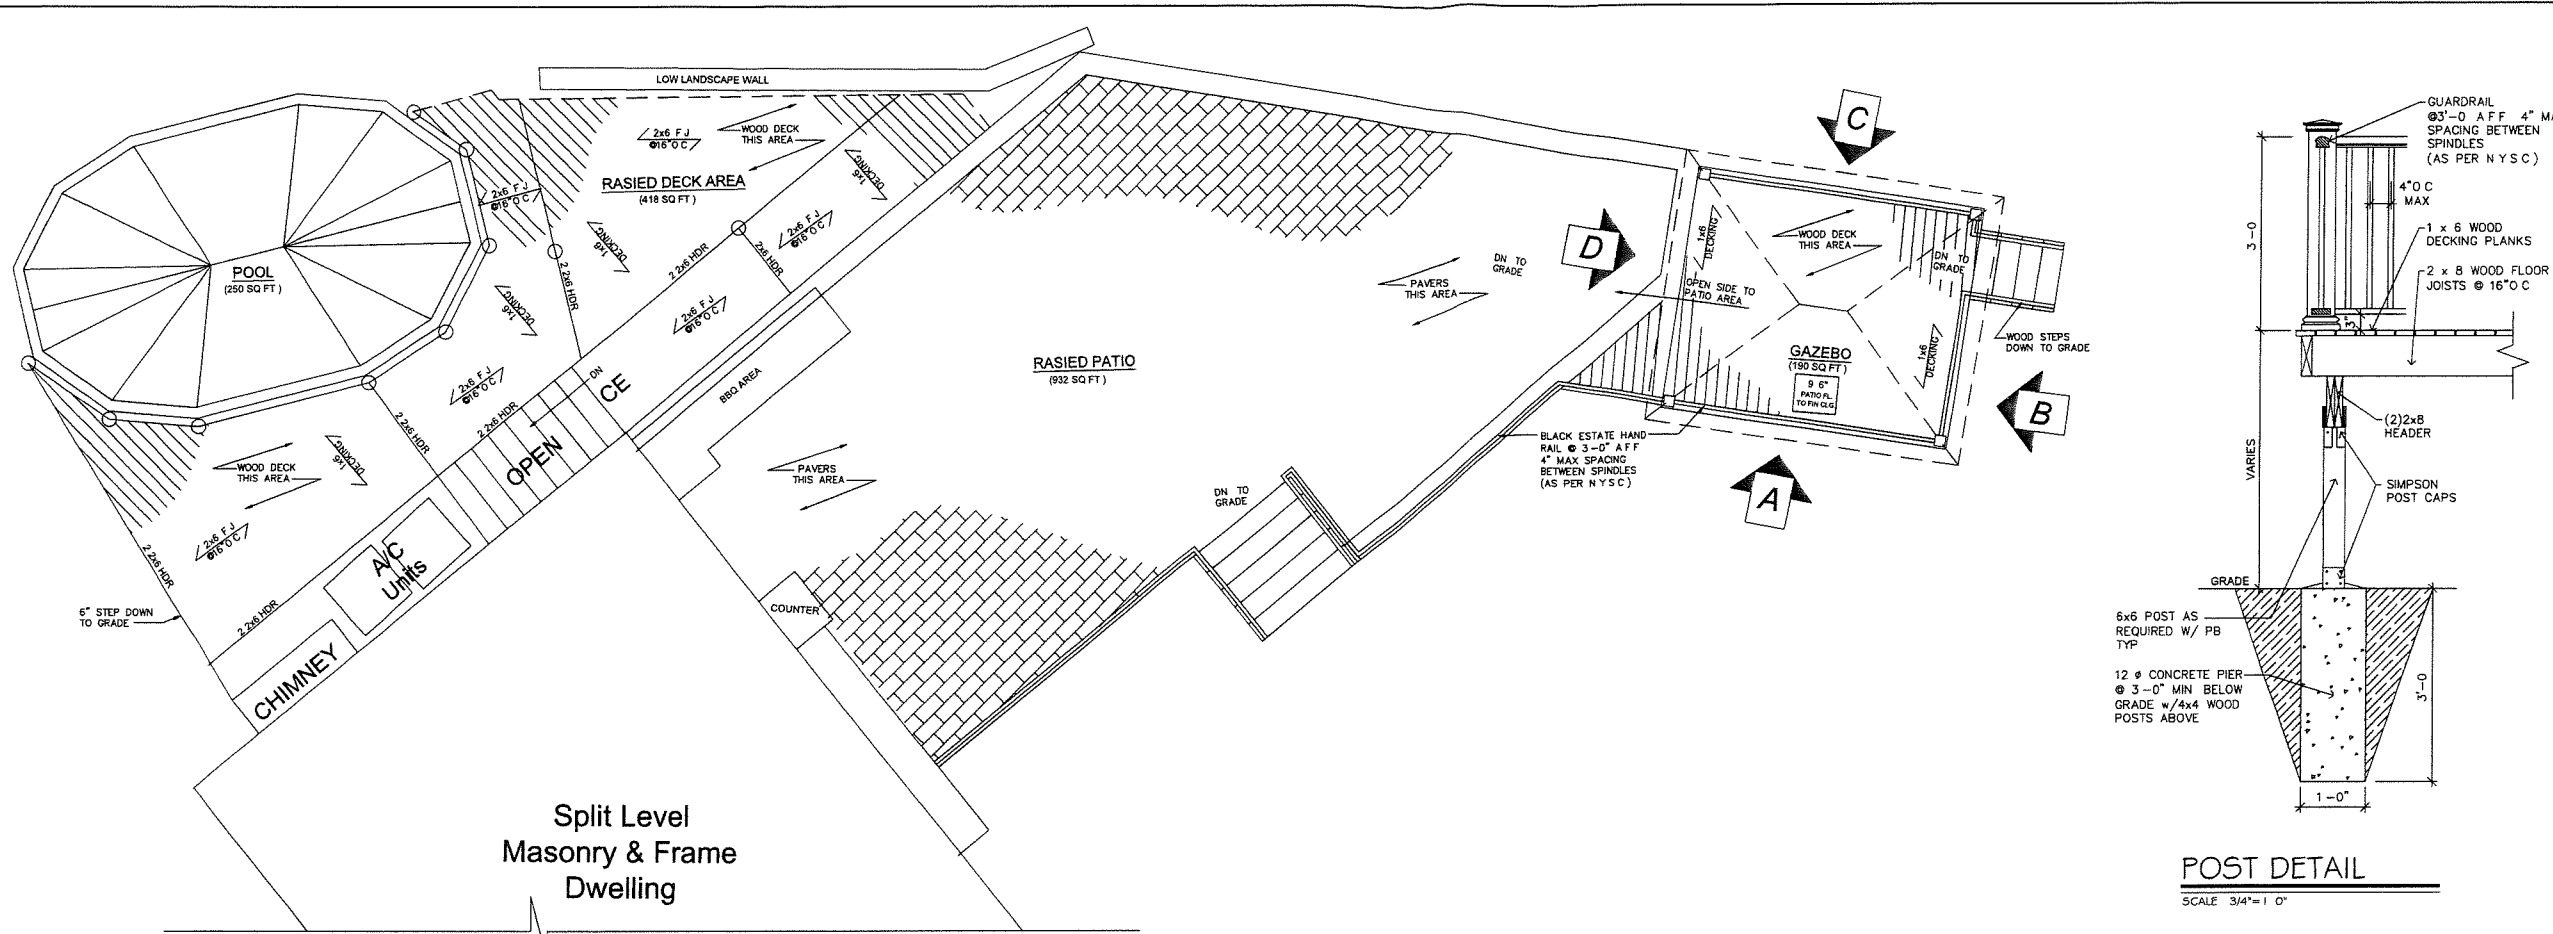 LOW LANDSCAPE WALL
2x6 F J
@16"O C
WOOD DECK
THIS AREA
RASIED DECK AREA
(418 SQ FT)
1x6
DECKING
2x6 F J
@16"O C
1x6
DECKING
2x6 F J
@16"O C
2x6 HDR
2 2x6 HDR
2 2x6 HDR
POOL
(250 SQ FT)
1x6
DECKING
2x6 F J
@16"O C
2x6 F J
@16"O C
DN
CE
OPEN
2 2x6 HDR
2 2x6 HDR
BBQ AREA
1x6
DECKING
WOOD DECK
THIS AREA
2x6 F J
@16"O C
2 2x6 HDR
6" STEP DOWN
TO GRADE
2 2x6 HDR
A/C
Units
CHIMNEY
Split Level
Masonry & Frame
Dwelling
RASIED PATIO
(932 SQ FT)
PAVERS
THIS AREA
PAVERS
THIS AREA
COUNTER
DN TO
GRADE
DN TO
GRADE
C
D
1x6
DECKING
WOOD DECK
THIS AREA
DN TO
GRADE
OPEN SIDE TO
PATIO AREA
GAZEBO
(190 SQ FT)
9 6"
PATIO FL.
TO FIN CLG
1x6
DECKING
WOOD STEPS
DOWN TO GRADE
B
BLACK ESTATE HAND
RAIL @ 3-0" A F F
4" MAX SPACING
BETWEEN SPINDLES
(AS PER N Y S C)
A
GUARDRAIL
@3'-0 A F F 4"
SPACING BETWEEN
SPINDLES
(AS PER N Y S C)
4"O C
MAX
3-0
1 x 6 WOOD
DECKING PLANKS
2 x 8 WOOD FLOOR
JOISTS @ 16"O C
3"
(2)2x8
HEADER
VARIES
SIMPSON
POST CAPS
GRADE
6x6 POST AS
REQUIRED W/ PB
TYP
12 ø CONCRETE PIER
@ 3-0" MIN BELOW
GRADE w/4x4 WOOD
POSTS ABOVE
3'-0
1-0"
POST DETAIL
SCALE 3/4"=1 0"